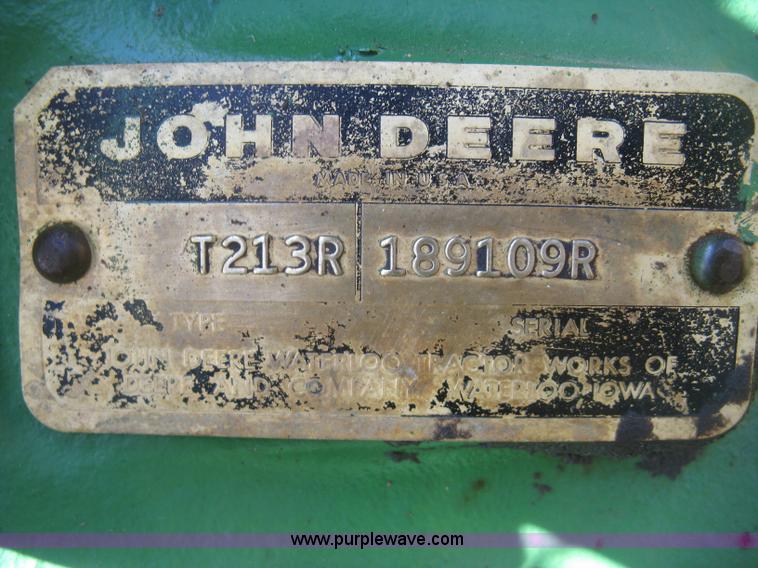 JOHN DEERE
MADE IN U.S.A.
T213R 189109R
TYPE SERIAL
JOHN DEERE WATERLOO TRACTOR WORKS OF
DEERE AND COMPANY WATERLOO IOWA
www.purplewave.com